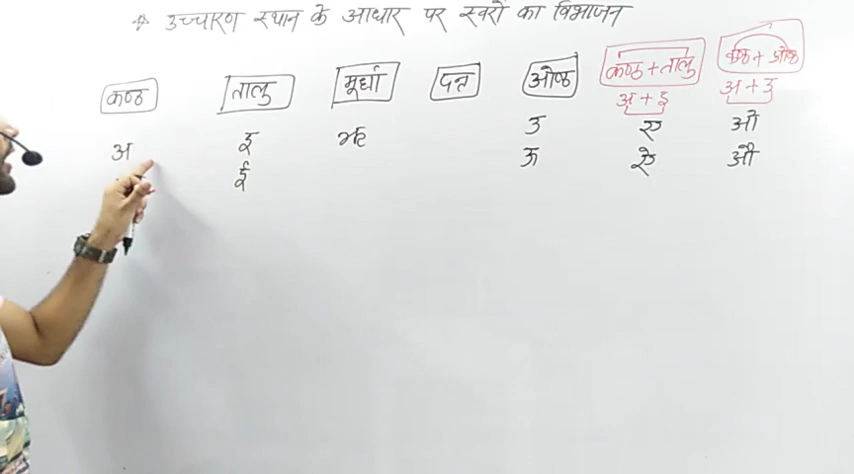 * उच्चारण स्थान के आधार पर स्वरों का विभाजन
कण्ठ तालु मूर्धा दन्त ओष्ठ कण्ठ + तालु कण्ठ + ओष्ठ
अ + इ अ + उ
अ इ ऋ उ ए ओ
ई ऊ ऐ औ